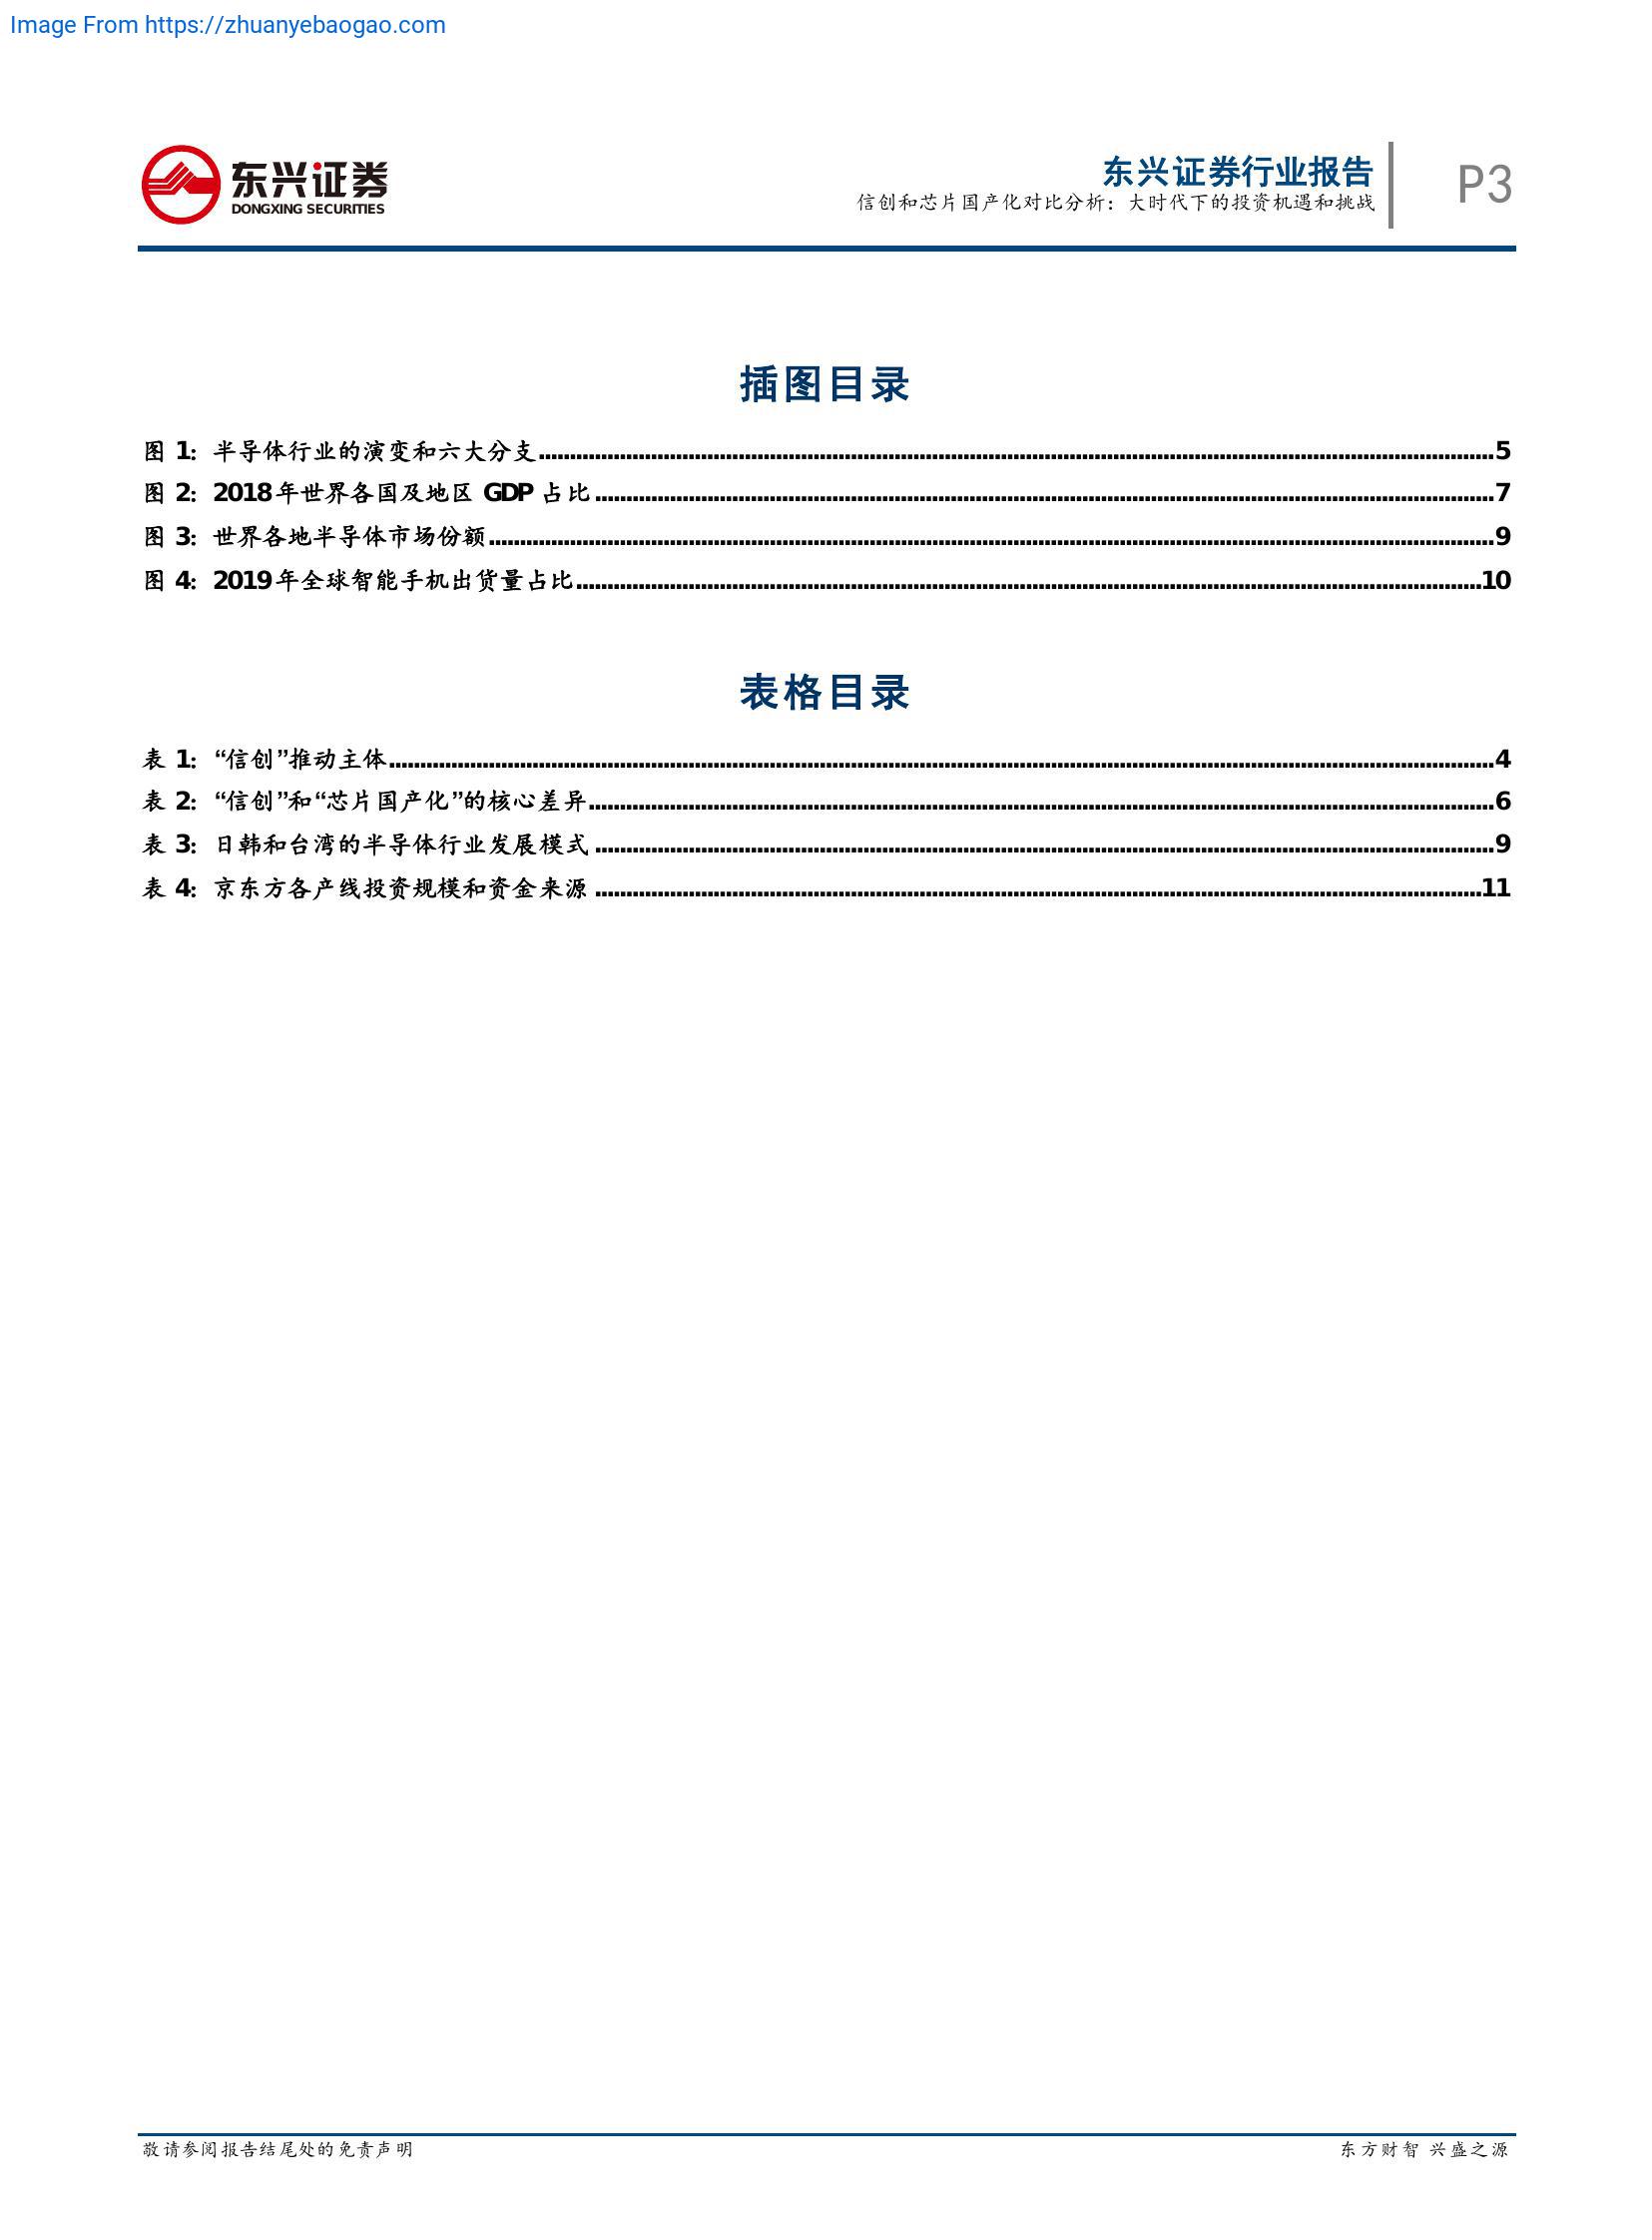 Image From https://zhuanyebaogao.com
东兴证券
DONGXING SECURITIES
东兴证券行业报告
信创和芯片国产化对比分析：大时代下的投资机遇和挑战
P3
插图目录
图 1： 半导体行业的演变和六大分支....................5
图 2： 2018 年世界各国及地区 GDP 占比....................7
图 3： 世界各地半导体市场份额....................9
图 4： 2019 年全球智能手机出货量占比....................10
表格目录
表 1： “信创”推动主体....................4
表 2： “信创”和“芯片国产化”的核心差异....................6
表 3： 日韩和台湾的半导体行业发展模式....................9
表 4： 京东方各产线投资规模和资金来源....................11
敬请参阅报告结尾处的免责声明
东方财智 兴盛之源